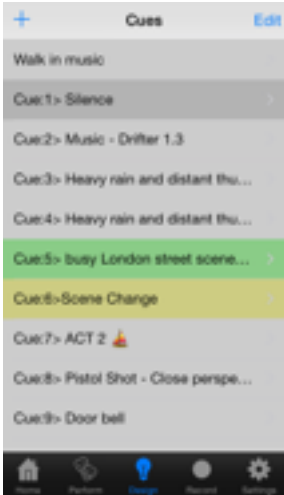 + Cues Edit
Walk in music
Cue:1> Silence
Cue:2> Music - Drifter 1.3
Cue:3> Heavy rain and distant thu...
Cue:4> Heavy rain and distant thu...
Cue:5> busy London street scene...
Cue:6>Scene Change
Cue:7> ACT 2
Cue:8> Pistol Shot - Close perspe...
Cue:9> Door bell
Home Perform Design Record Settings